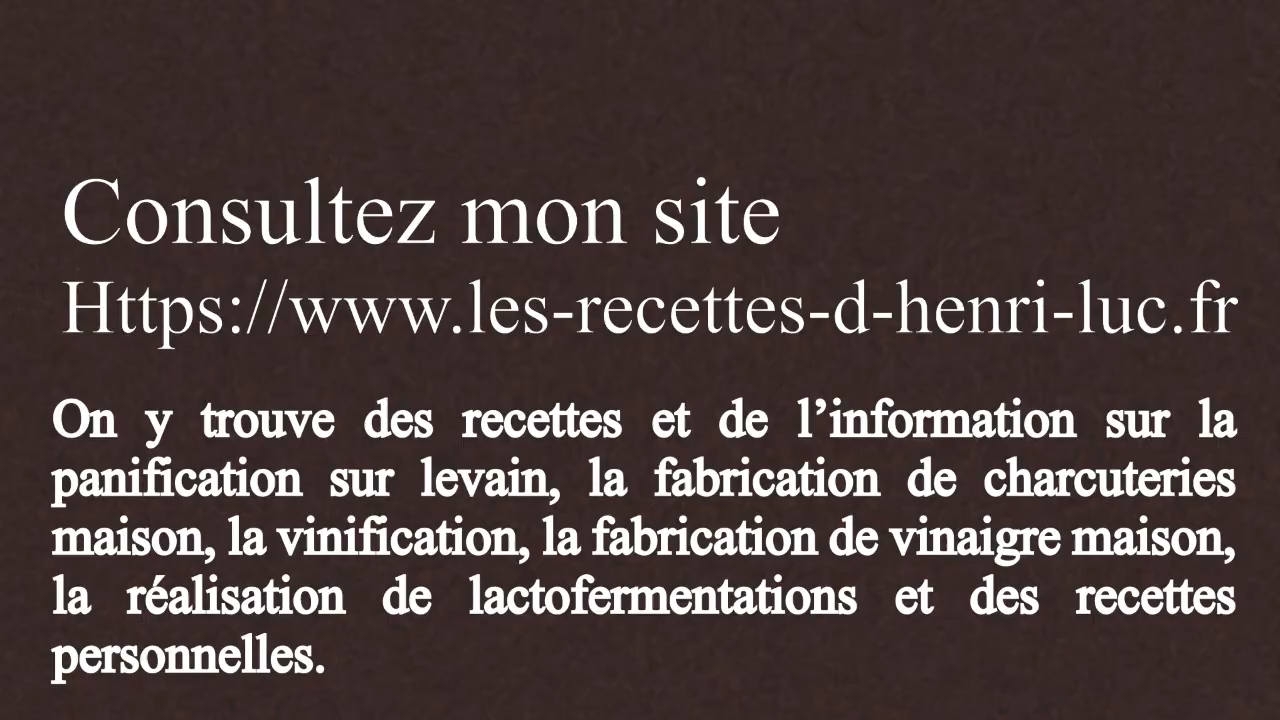 Consultez mon site
Https://www.les-recettes-d-henri-luc.fr
On y trouve des recettes et de l’information sur la
panification sur levain, la fabrication de charcuteries
maison, la vinification, la fabrication de vinaigre maison,
la réalisation de lactofermentations et des recettes
personnelles.